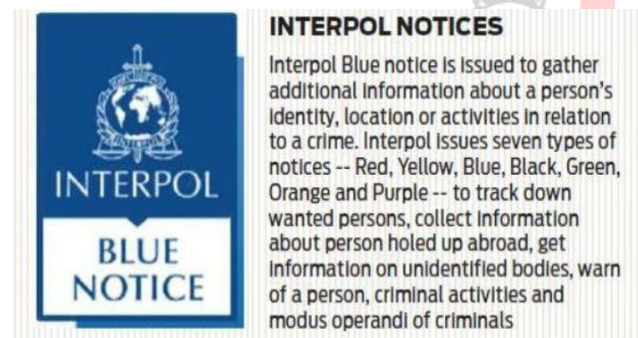 INTERPOL
BLUE
NOTICE
INTERPOL NOTICES
Interpol Blue notice is issued to gather
additional information about a person's
identity, location or activities in relation
to a crime. Interpol issues seven types of
notices -- Red, Yellow, Blue, Black, Green,
Orange and Purple -- to track down
wanted persons, collect information
about person holed up abroad, get
information on unidentified bodies, warn
of a person, criminal activities and
modus operandi of criminals